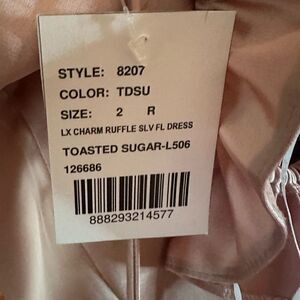 STYLE: 8207
COLOR: TDSU
SIZE: 2 R
LX CHARM RUFFLE SLV FL DRESS
TOASTED SUGAR-L506
126686
888293214577